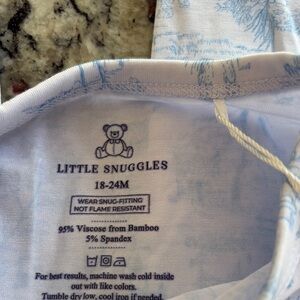 LITTLE SNUGGLES
18-24M
WEAR SNUG-FITTING
NOT FLAME RESISTANT
95% Viscose from Bamboo
5% Spandex
For best results, machine wash cold inside
out with like colors.
Tumble dry low, cool iron if needed.